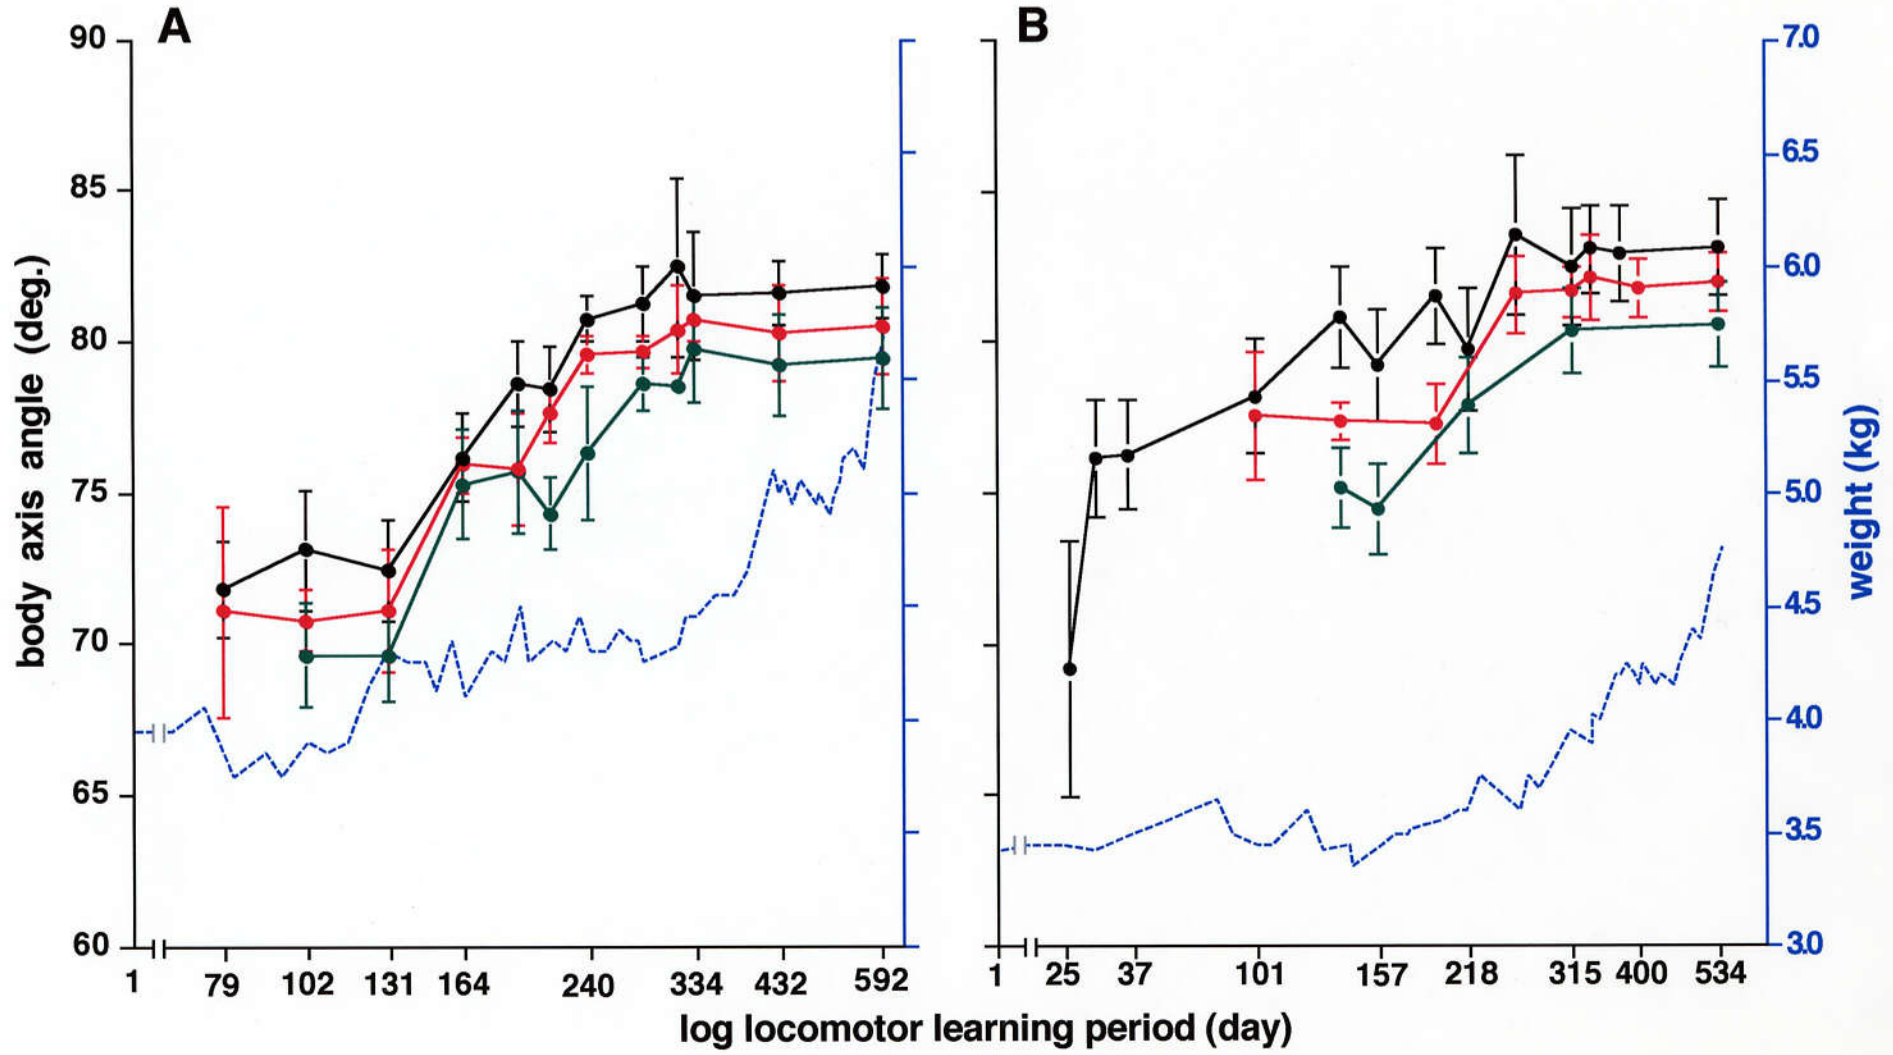 A
B
90
85
80
75
70
65
60
body axis angle (deg.)
7.0
6.5
6.0
5.5
5.0
4.5
4.0
3.5
3.0
weight (kg)
1 79 102 131 164 240 334 432 592
1 25 37 101 157 218 315 400 534
log locomotor learning period (day)